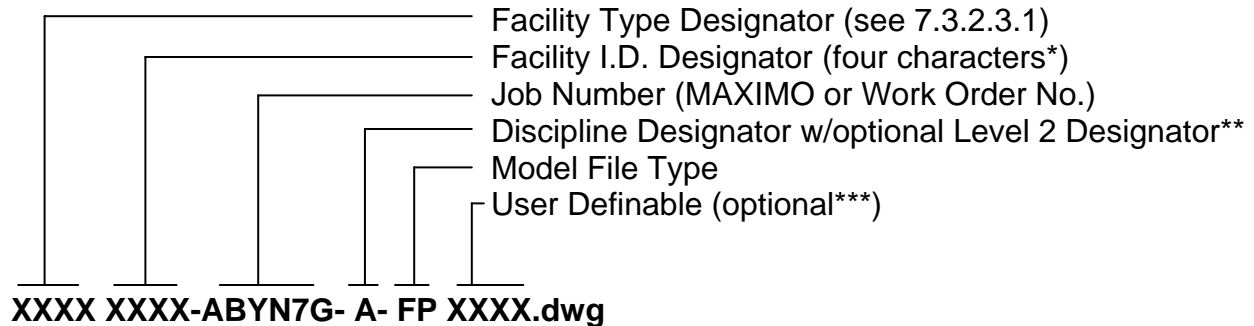 Facility Type Designator (see 7.3.2.3.1)
Facility I.D. Designator (four characters*)
Job Number (MAXIMO or Work Order No.)
Discipline Designator w/optional Level 2 Designator**
Model File Type
User Definable (optional***)
XXXX XXXX-ABYN7G- A- FP XXXX.dwg